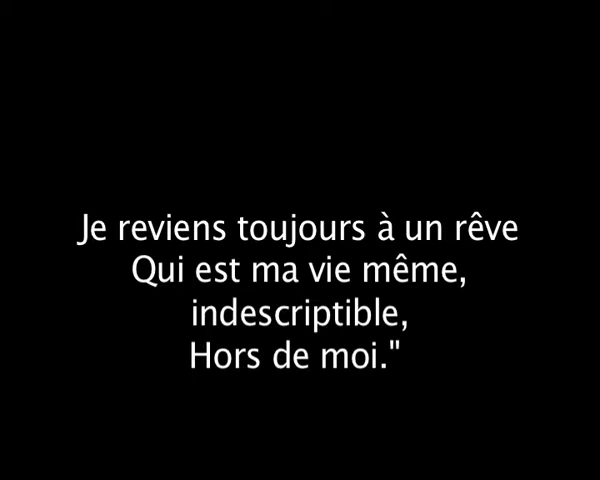 Je reviens toujours à un rêve
Qui est ma vie même,
indescriptible,
Hors de moi."